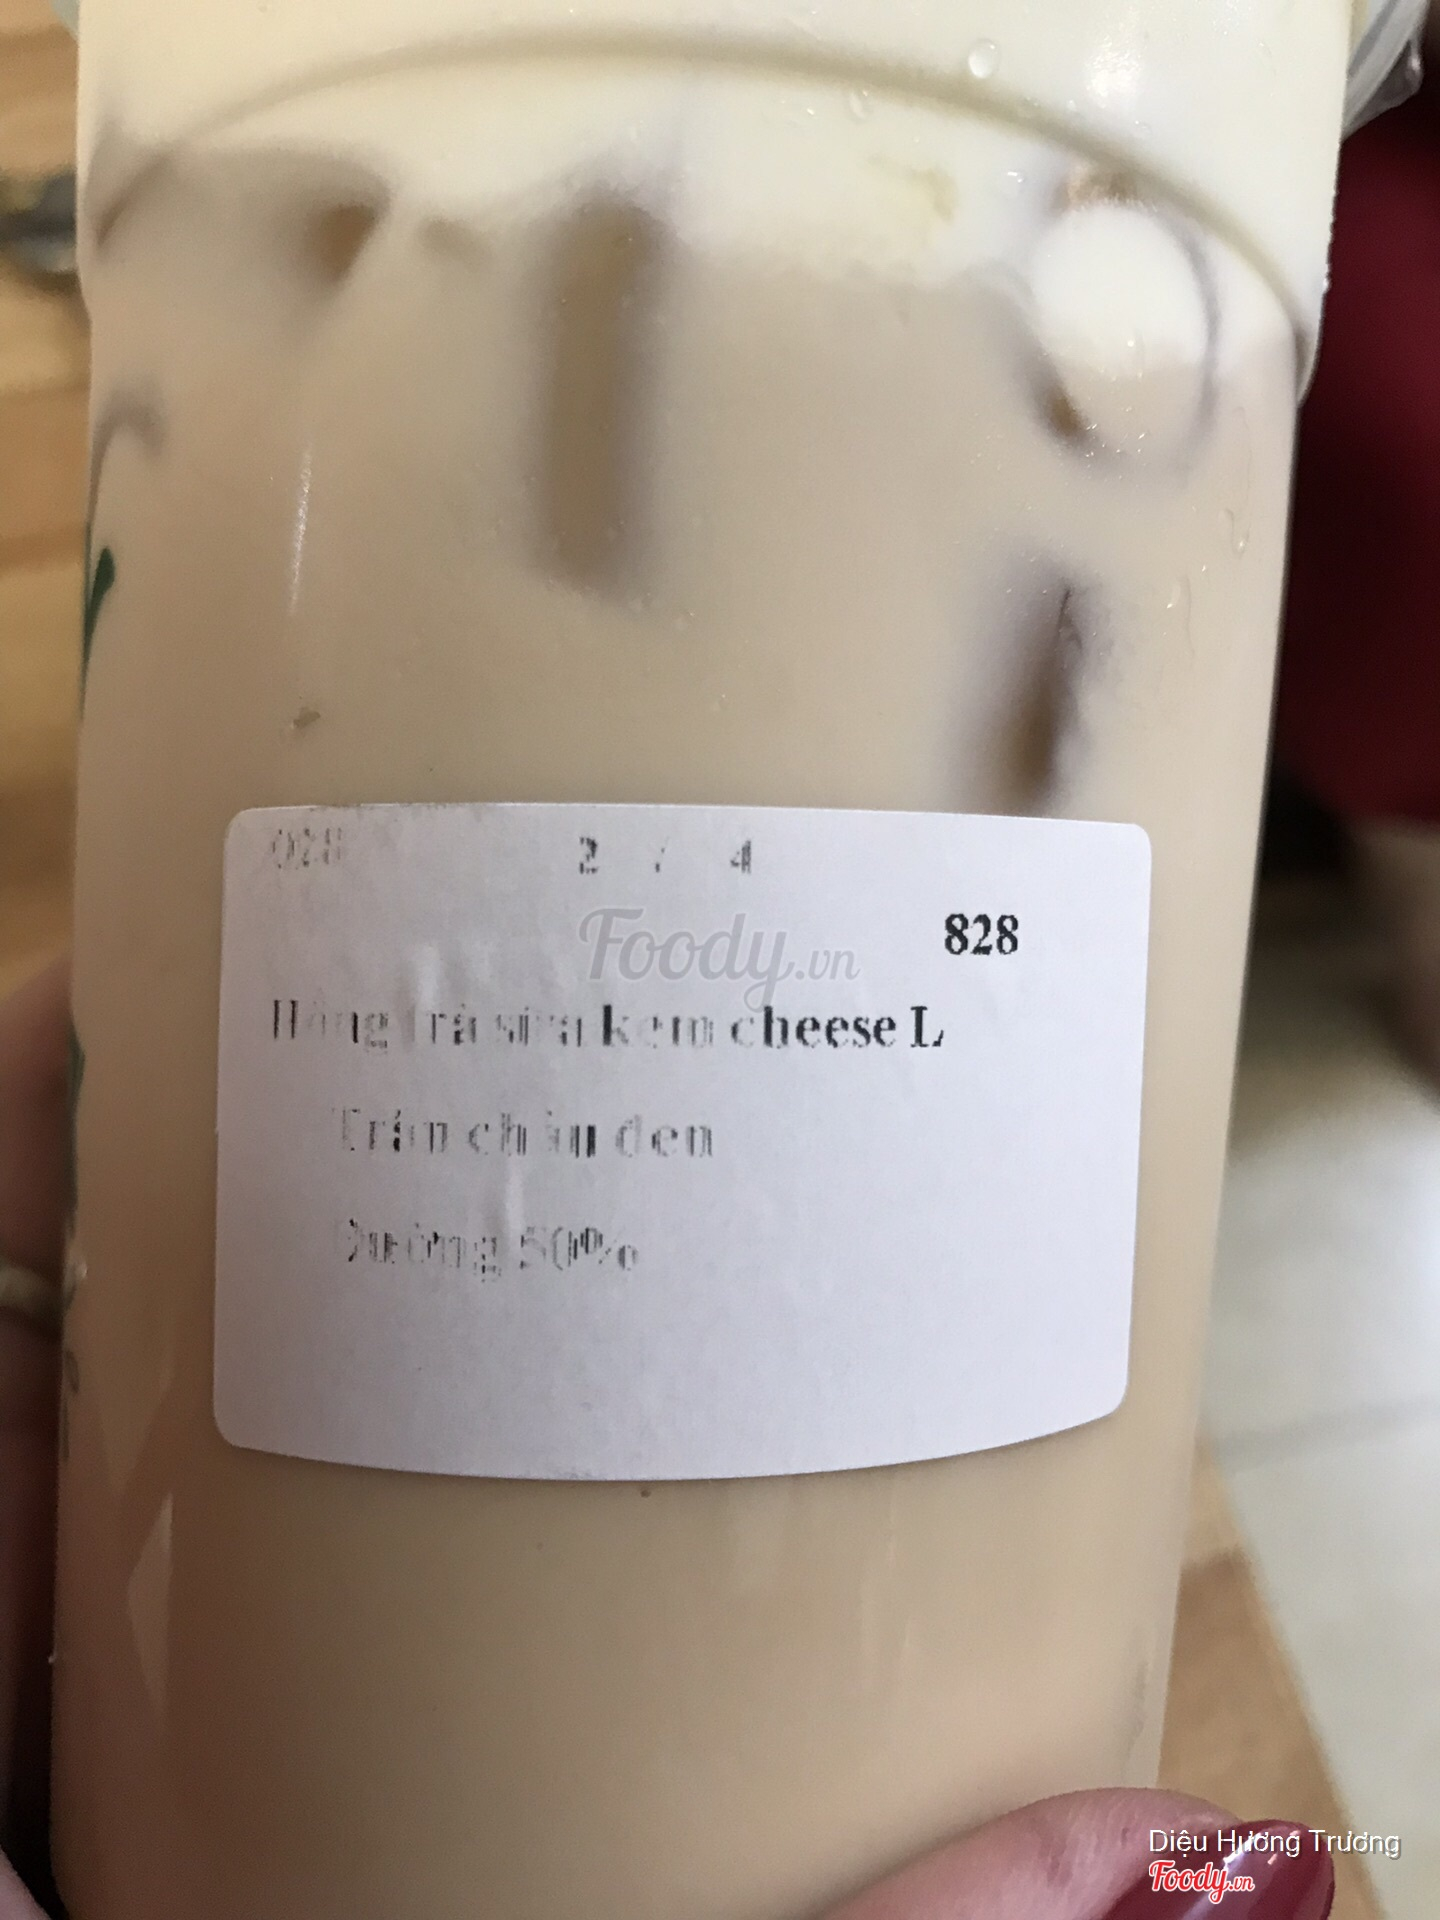 028 2 / 4
828
Foody.vn
Hồng trà sữa kem cheese L
Trân châu đen
Đường 50%
Diệu Hương Trương
Foody.vn